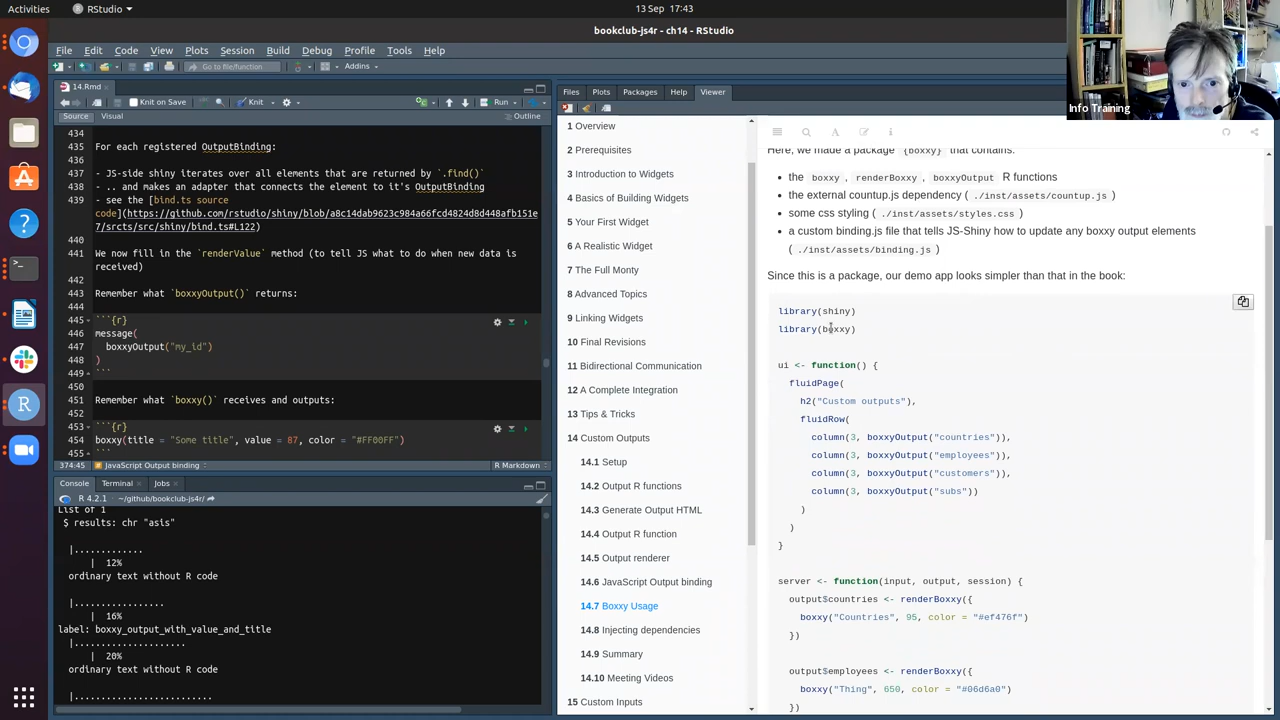 Activities
RStudio
13 Sep 17:43
bookclub-js4r - ch14 - RStudio
File Edit Code View Plots Session Build Debug Profile Tools Help
Go to file/function
Addins
14.Rmd
Knit on Save
Knit
Run
Source Visual
Outline
434
435 For each registered OutputBinding:
436
437 - JS-side shiny iterates over all elements that are returned by `.find()`
438 - .. and makes an adapter that connects the element to it's OutputBinding
439 - see the [bind.ts source
code](https://github.com/rstudio/shiny/blob/a8c14dab9623c984a66fcd4824d8d448afb151e
7/srcts/src/shiny/bind.ts#L122)
440
441 We now fill in the `renderValue` method (to tell JS what to do when new data is
received)
442
443 Remember what `boxxyOutput()` returns:
444
445 ```{r}
446 message(
447 boxxyOutput("my_id")
448 )
449 ```
450
451 Remember what `boxxy()` receives and outputs:
452
453 ```{r}
454 boxxy(title = "Some title", value = 87, color = "#FF00FF")
455 ```
374:45 JavaScript Output binding
R Markdown
Console Terminal Jobs
R 4.2.1 · ~/github/bookclub-js4r/
List of 1
$ results: chr "asis"
|.............
| 12%
ordinary text without R code
|.................
| 16%
label: boxxy_output_with_value_and_title
|.....................
| 20%
ordinary text without R code
|..........................
Files Plots Packages Help Viewer
1 Overview
2 Prerequisites
3 Introduction to Widgets
4 Basics of Building Widgets
5 Your First Widget
6 A Realistic Widget
7 The Full Monty
8 Advanced Topics
9 Linking Widgets
10 Final Revisions
11 Bidirectional Communication
12 A Complete Integration
13 Tips & Tricks
14 Custom Outputs
14.1 Setup
14.2 Output R functions
14.3 Generate Output HTML
14.4 Output R function
14.5 Output renderer
14.6 JavaScript Output binding
14.7 Boxxy Usage
14.8 Injecting dependencies
14.9 Summary
14.10 Meeting Videos
15 Custom Inputs
Here, we made a package {boxxy} that contains:
• the boxxy, renderBoxxy, boxxyOutput R functions
• the external countup.js dependency ( ./inst/assets/countup.js )
• some css styling ( ./inst/assets/styles.css )
• a custom binding.js file that tells JS-Shiny how to update any boxxy output elements
( ./inst/assets/binding.js )
Since this is a package, our demo app looks simpler than that in the book:
library(shiny)
library(boxxy)
ui <- function() {
fluidPage(
h2("Custom outputs"),
fluidRow(
column(3, boxxyOutput("countries")),
column(3, boxxyOutput("employees")),
column(3, boxxyOutput("customers")),
column(3, boxxyOutput("subs"))
)
)
}
server <- function(input, output, session) {
output$countries <- renderBoxxy({
boxxy("Countries", 95, color = "#ef476f")
})
output$employees <- renderBoxxy({
boxxy("Thing", 650, color = "#06d6a0")
})
Info Training